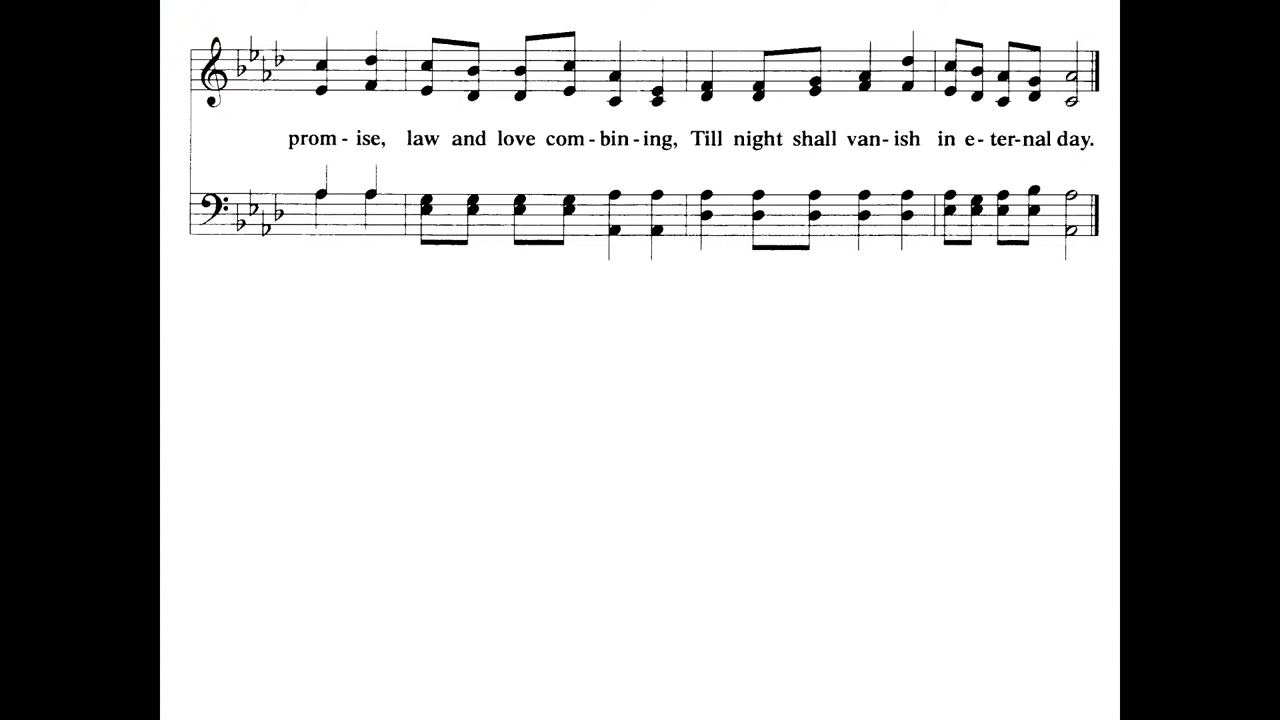 prom - ise, law and love com - bin - ing, Till night shall van - ish in e - ter - nal day.